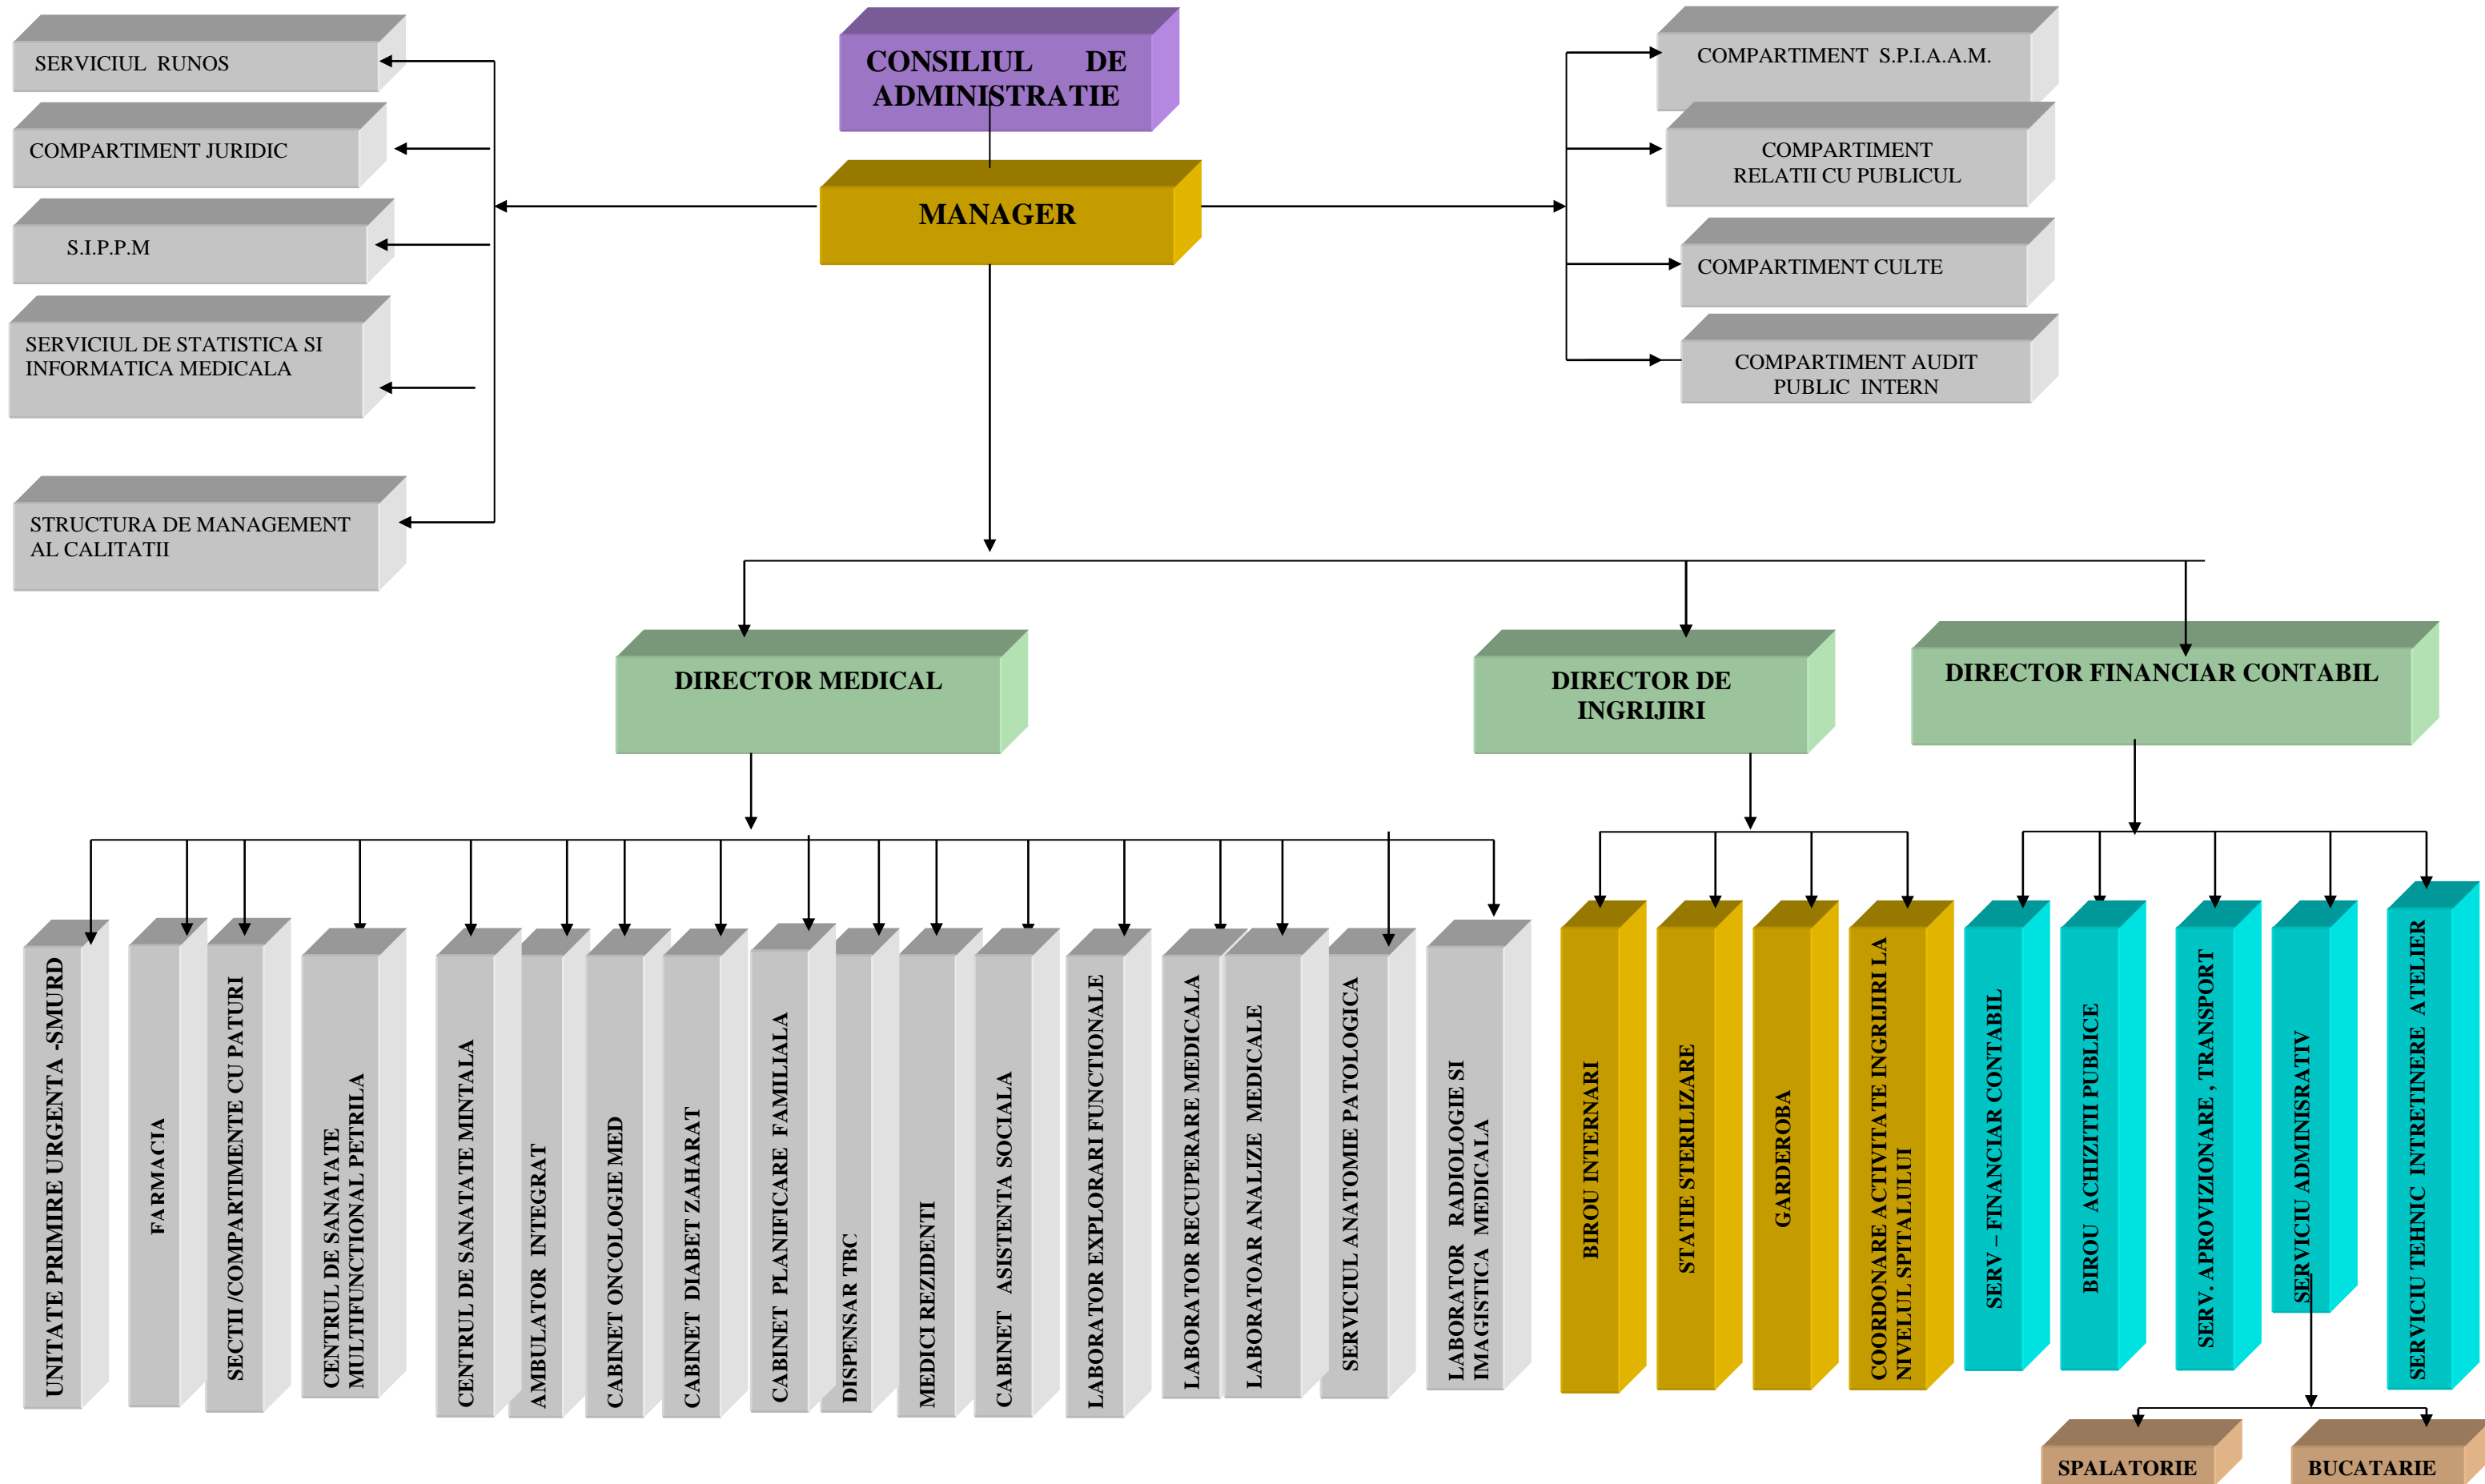 CONSILIUL DE
ADMINISTRATIE
MANAGER
SERVICIUL RUNOS
COMPARTIMENT JURIDIC
S.I.P.P.M
SERVICIUL DE STATISTICA SI
INFORMATICA MEDICALA
STRUCTURA DE MANAGEMENT
AL CALITATII
COMPARTIMENT S.P.I.A.A.M.
COMPARTIMENT
RELATII CU PUBLICUL
COMPARTIMENT CULTE
COMPARTIMENT AUDIT
PUBLIC INTERN
DIRECTOR MEDICAL
DIRECTOR DE
INGRIJIRI
DIRECTOR FINANCIAR CONTABIL
UNITATE PRIMIRE URGENTA -SMURD
FARMACIA
SECTII /COMPARTIMENTE CU PATURI
CENTRUL DE SANATATE
MULTIFUNCTIONAL PETRILA
CENTRUL DE SANATATE MINTALA
AMBULATOR INTEGRAT
CABINET ONCOLOGIE MED
CABINET DIABET ZAHARAT
CABINET PLANIFICARE FAMILIALA
DISPENSAR TBC
MEDICI REZIDENTI
CABINET ASISTENTA SOCIALA
LABORATOR EXPLORARI FUNCTIONALE
LABORATOR RECUPERARE MEDICALA
LABORATOAR ANALIZE MEDICALE
SERVICIUL ANATOMIE PATOLOGICA
LABORATOR RADIOLOGIE SI
IMAGISTICA MEDICALA
BIROU INTERNARI
STATIE STERILIZARE
GARDEROBA
COORDONARE ACTIVITATE INGRIJIRI LA
NIVELUL SPITALULUI
SERV – FINANCIAR CONTABIL
BIROU ACHIZITII PUBLICE
SERV. APROVIZIONARE , TRANSPORT
SERVICIU ADMINISRATIV
SERVICIU TEHNIC INTRETINERE ATELIER
SPALATORIE
BUCATARIE